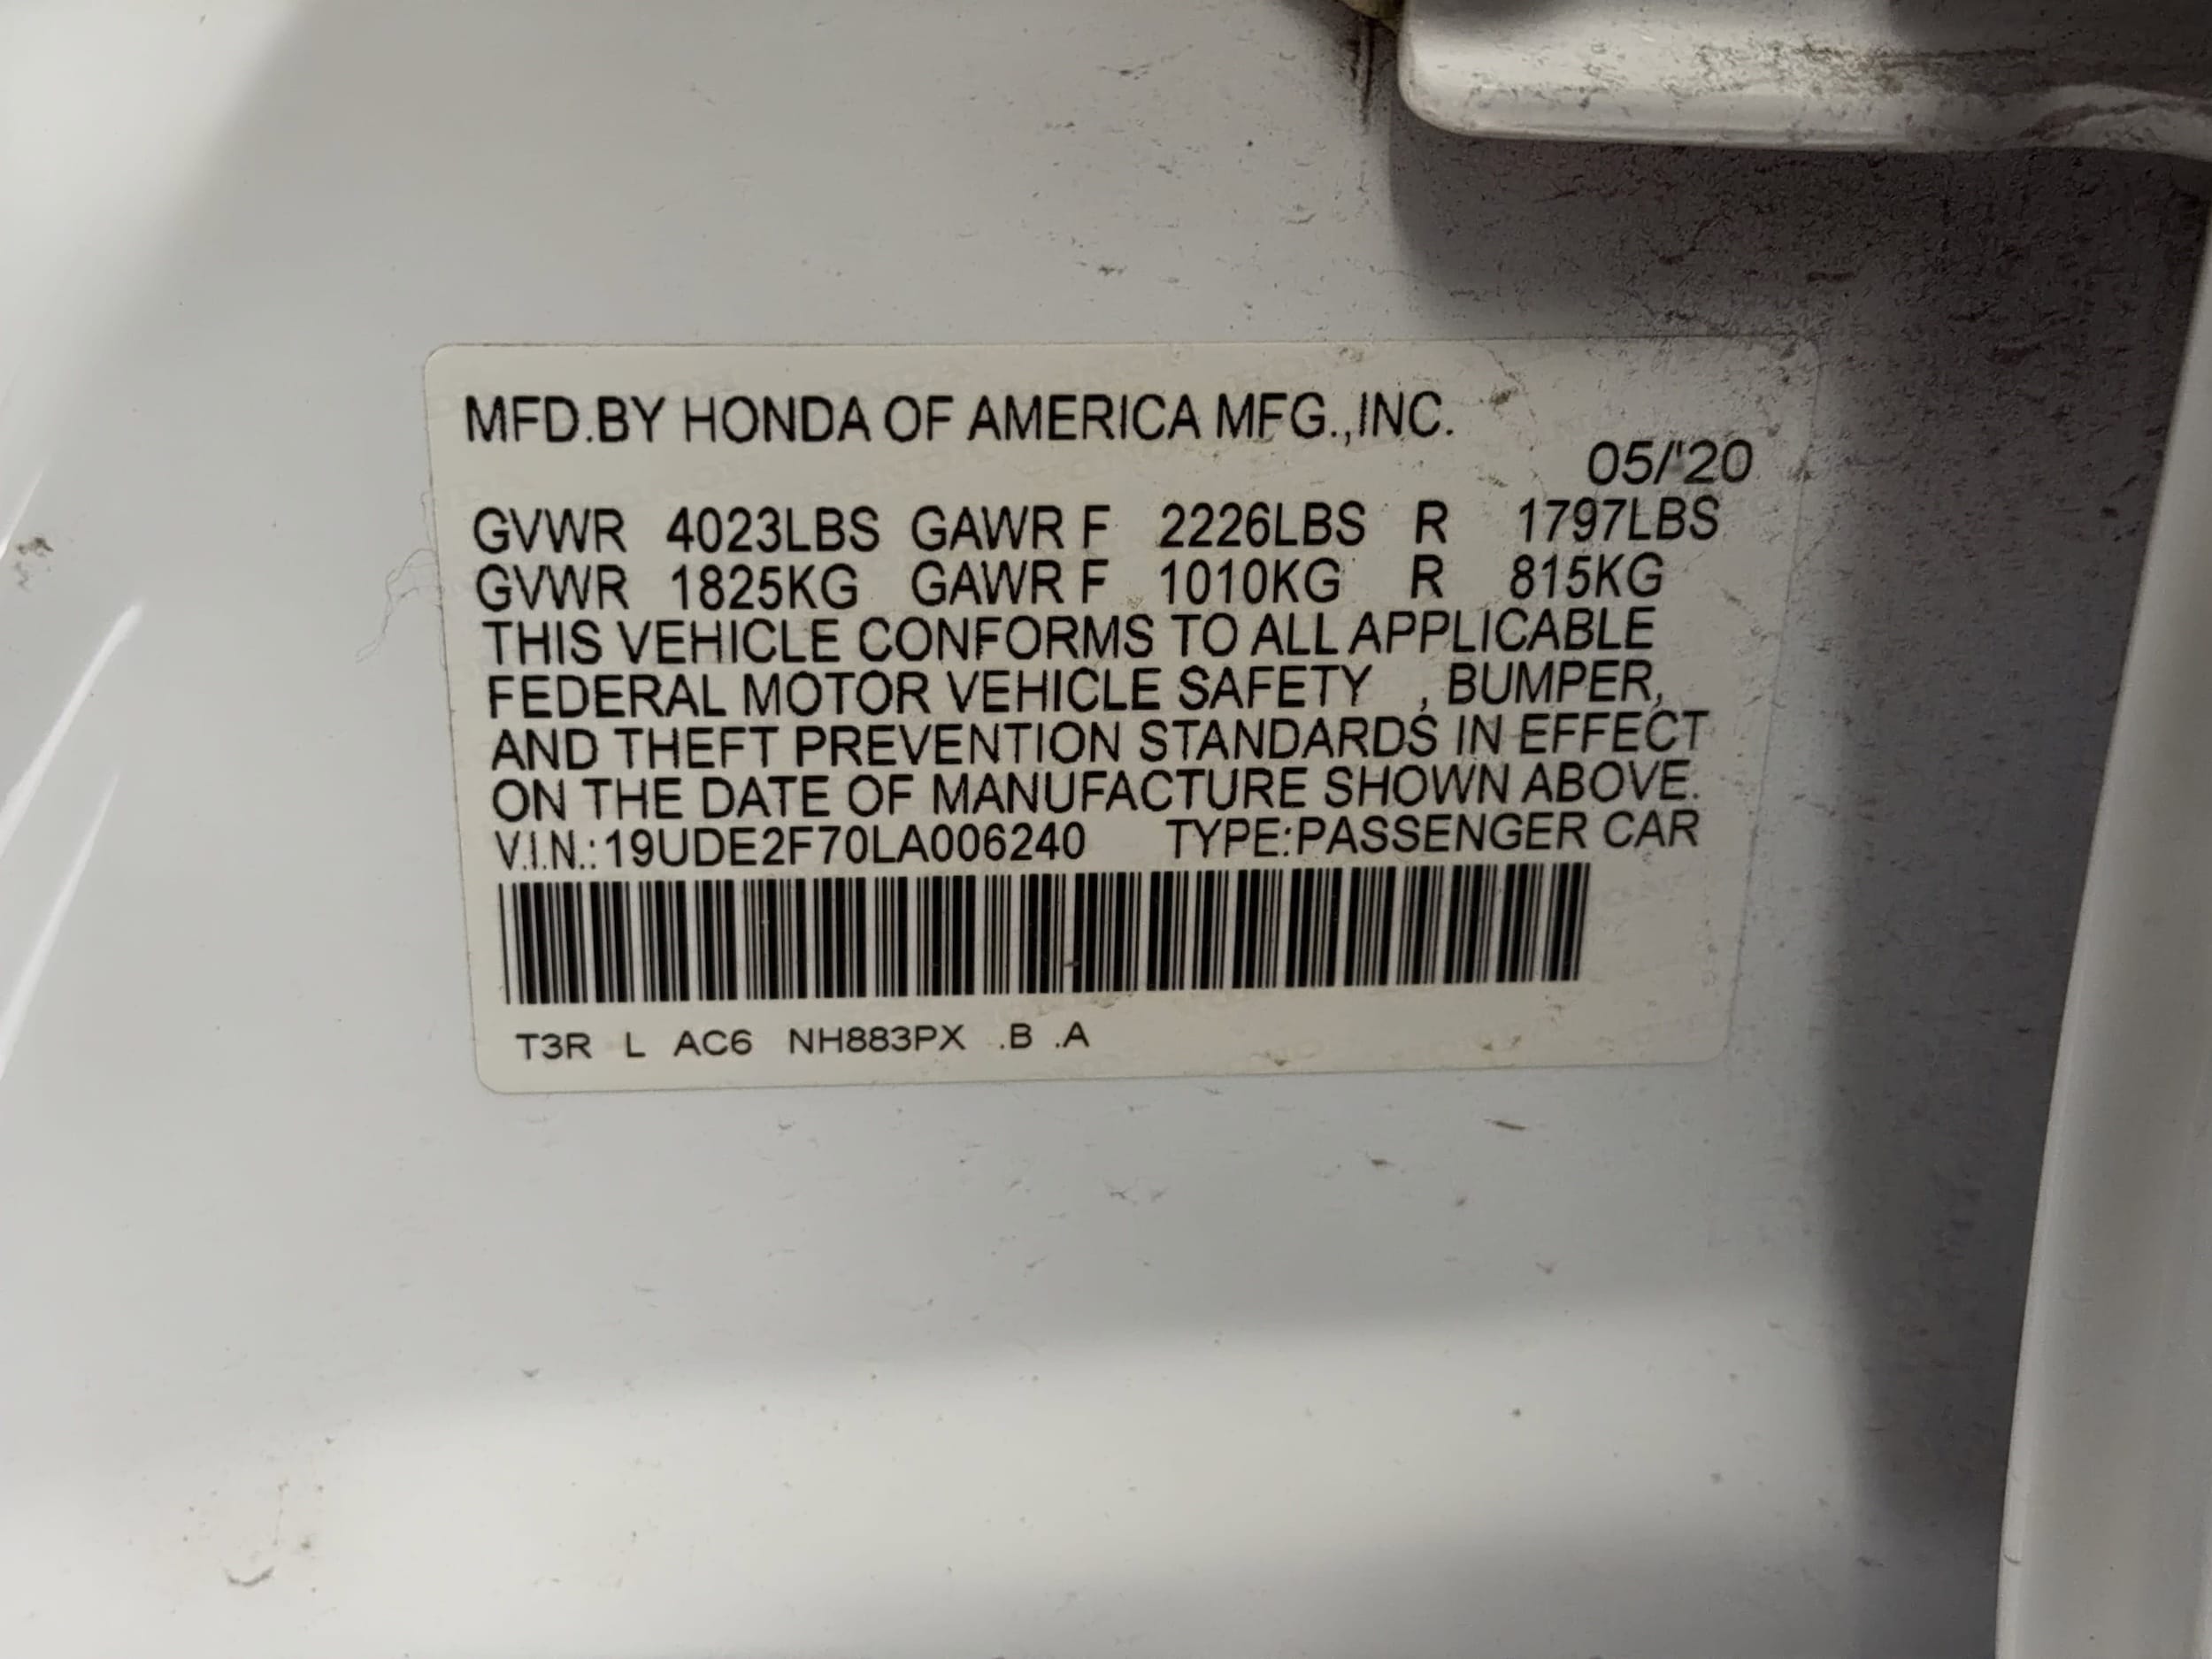 MFD.BY HONDA OF AMERICA MFG.,INC.
05/'20
GVWR 4023LBS GAWR F 2226LBS R 1797LBS
GVWR 1825KG GAWR F 1010KG R 815KG
THIS VEHICLE CONFORMS TO ALL APPLICABLE
FEDERAL MOTOR VEHICLE SAFETY , BUMPER,
AND THEFT PREVENTION STANDARDS IN EFFECT
ON THE DATE OF MANUFACTURE SHOWN ABOVE.
V.I.N.:19UDE2F70LA006240 TYPE:PASSENGER CAR
T3R L AC6 NH883PX .B .A